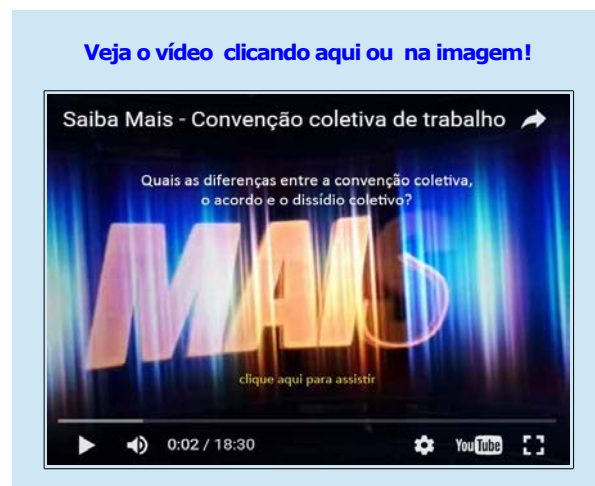 Veja o vídeo clicando aqui ou na imagem!
Saiba Mais - Convenção coletiva de trabalho
Quais as diferenças entre a convenção coletiva,
o acordo e o dissídio coletivo?
MAIS
clique aqui para assistir
0:02 / 18:30
YouTube